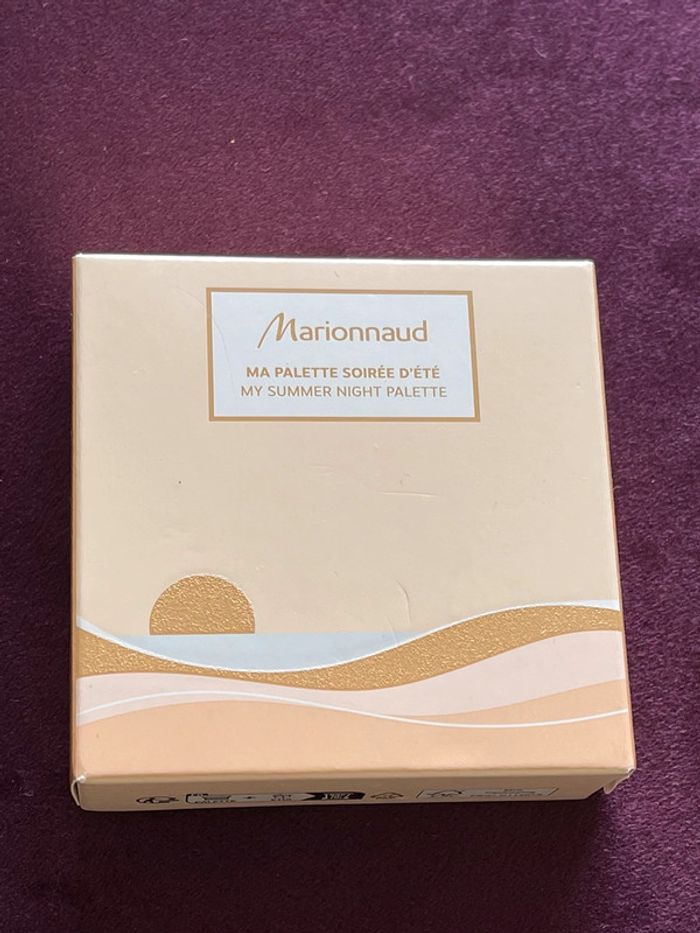 Marionnaud
MA PALETTE SOIRÉE D'ÉTÉ
MY SUMMER NIGHT PALETTE